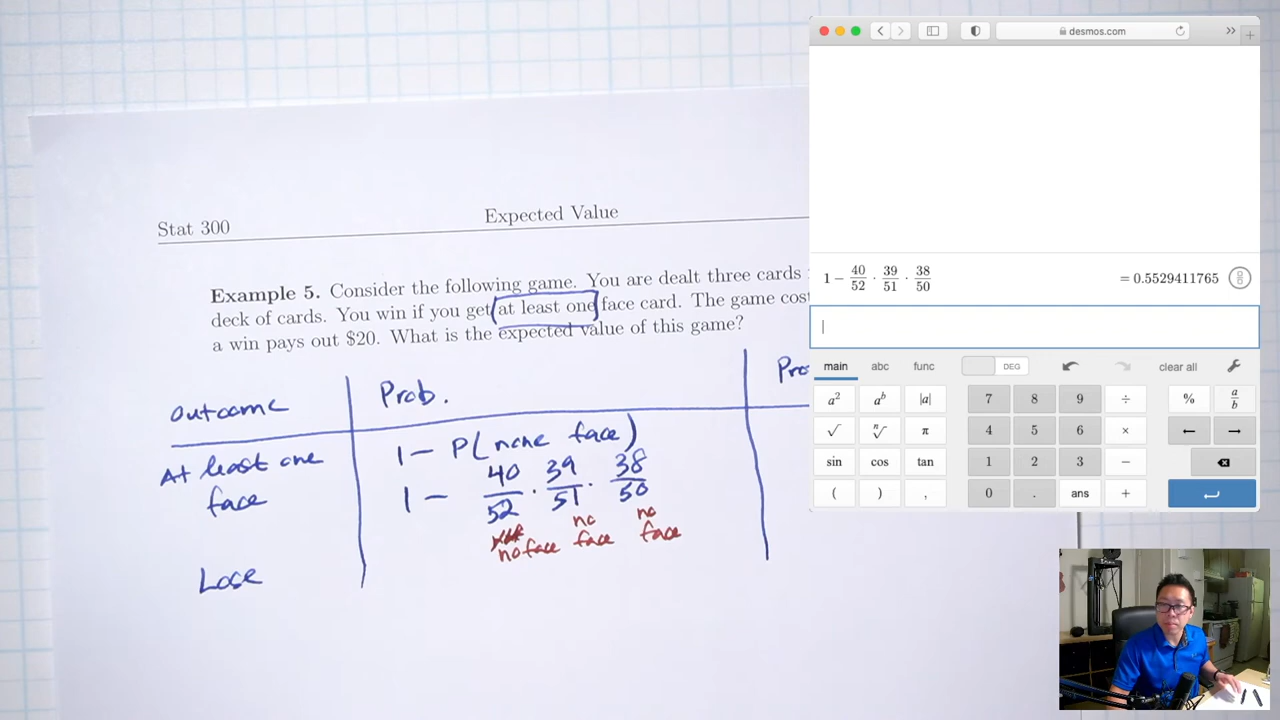 Stat 300
Expected Value
Example 5. Consider the following game. You are dealt three cards
deck of cards. You win if you get at least one face card. The game cost
a win pays out $20. What is the expected value of this game?
Outcome
Prob.
At least one
face
1 - P(none face)
1 - 40/52 · 39/51 · 38/50
no face
no
face
no
face
Lose
desmos.com
1 - 40/52 · 39/51 · 38/50 = 0.5529411765
main abc func DEG clear all
a² aᵇ |a| 7 8 9 ÷ % a/b
√ ⁿ√ π 4 5 6 × ← →
sin cos tan 1 2 3 −
( ) , 0 . ans +